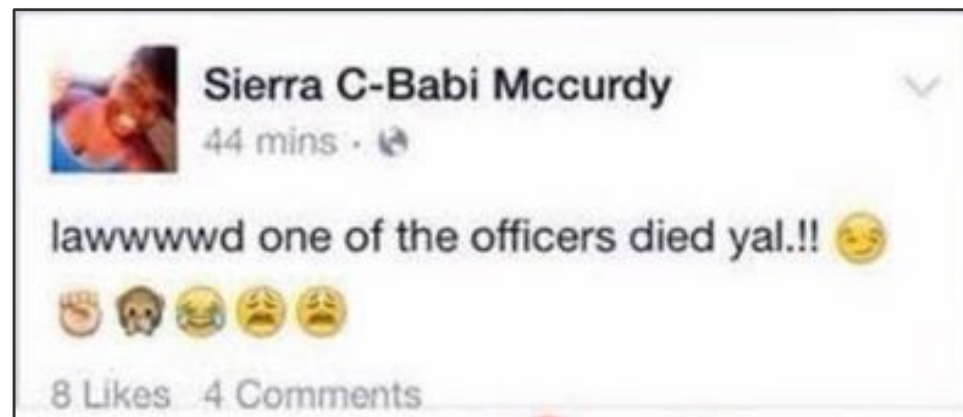 Sierra C-Babi Mccurdy
44 mins ·
lawwwwd one of the officers died yal.!! 😏
✊🙊😂😩😩
8 Likes 4 Comments